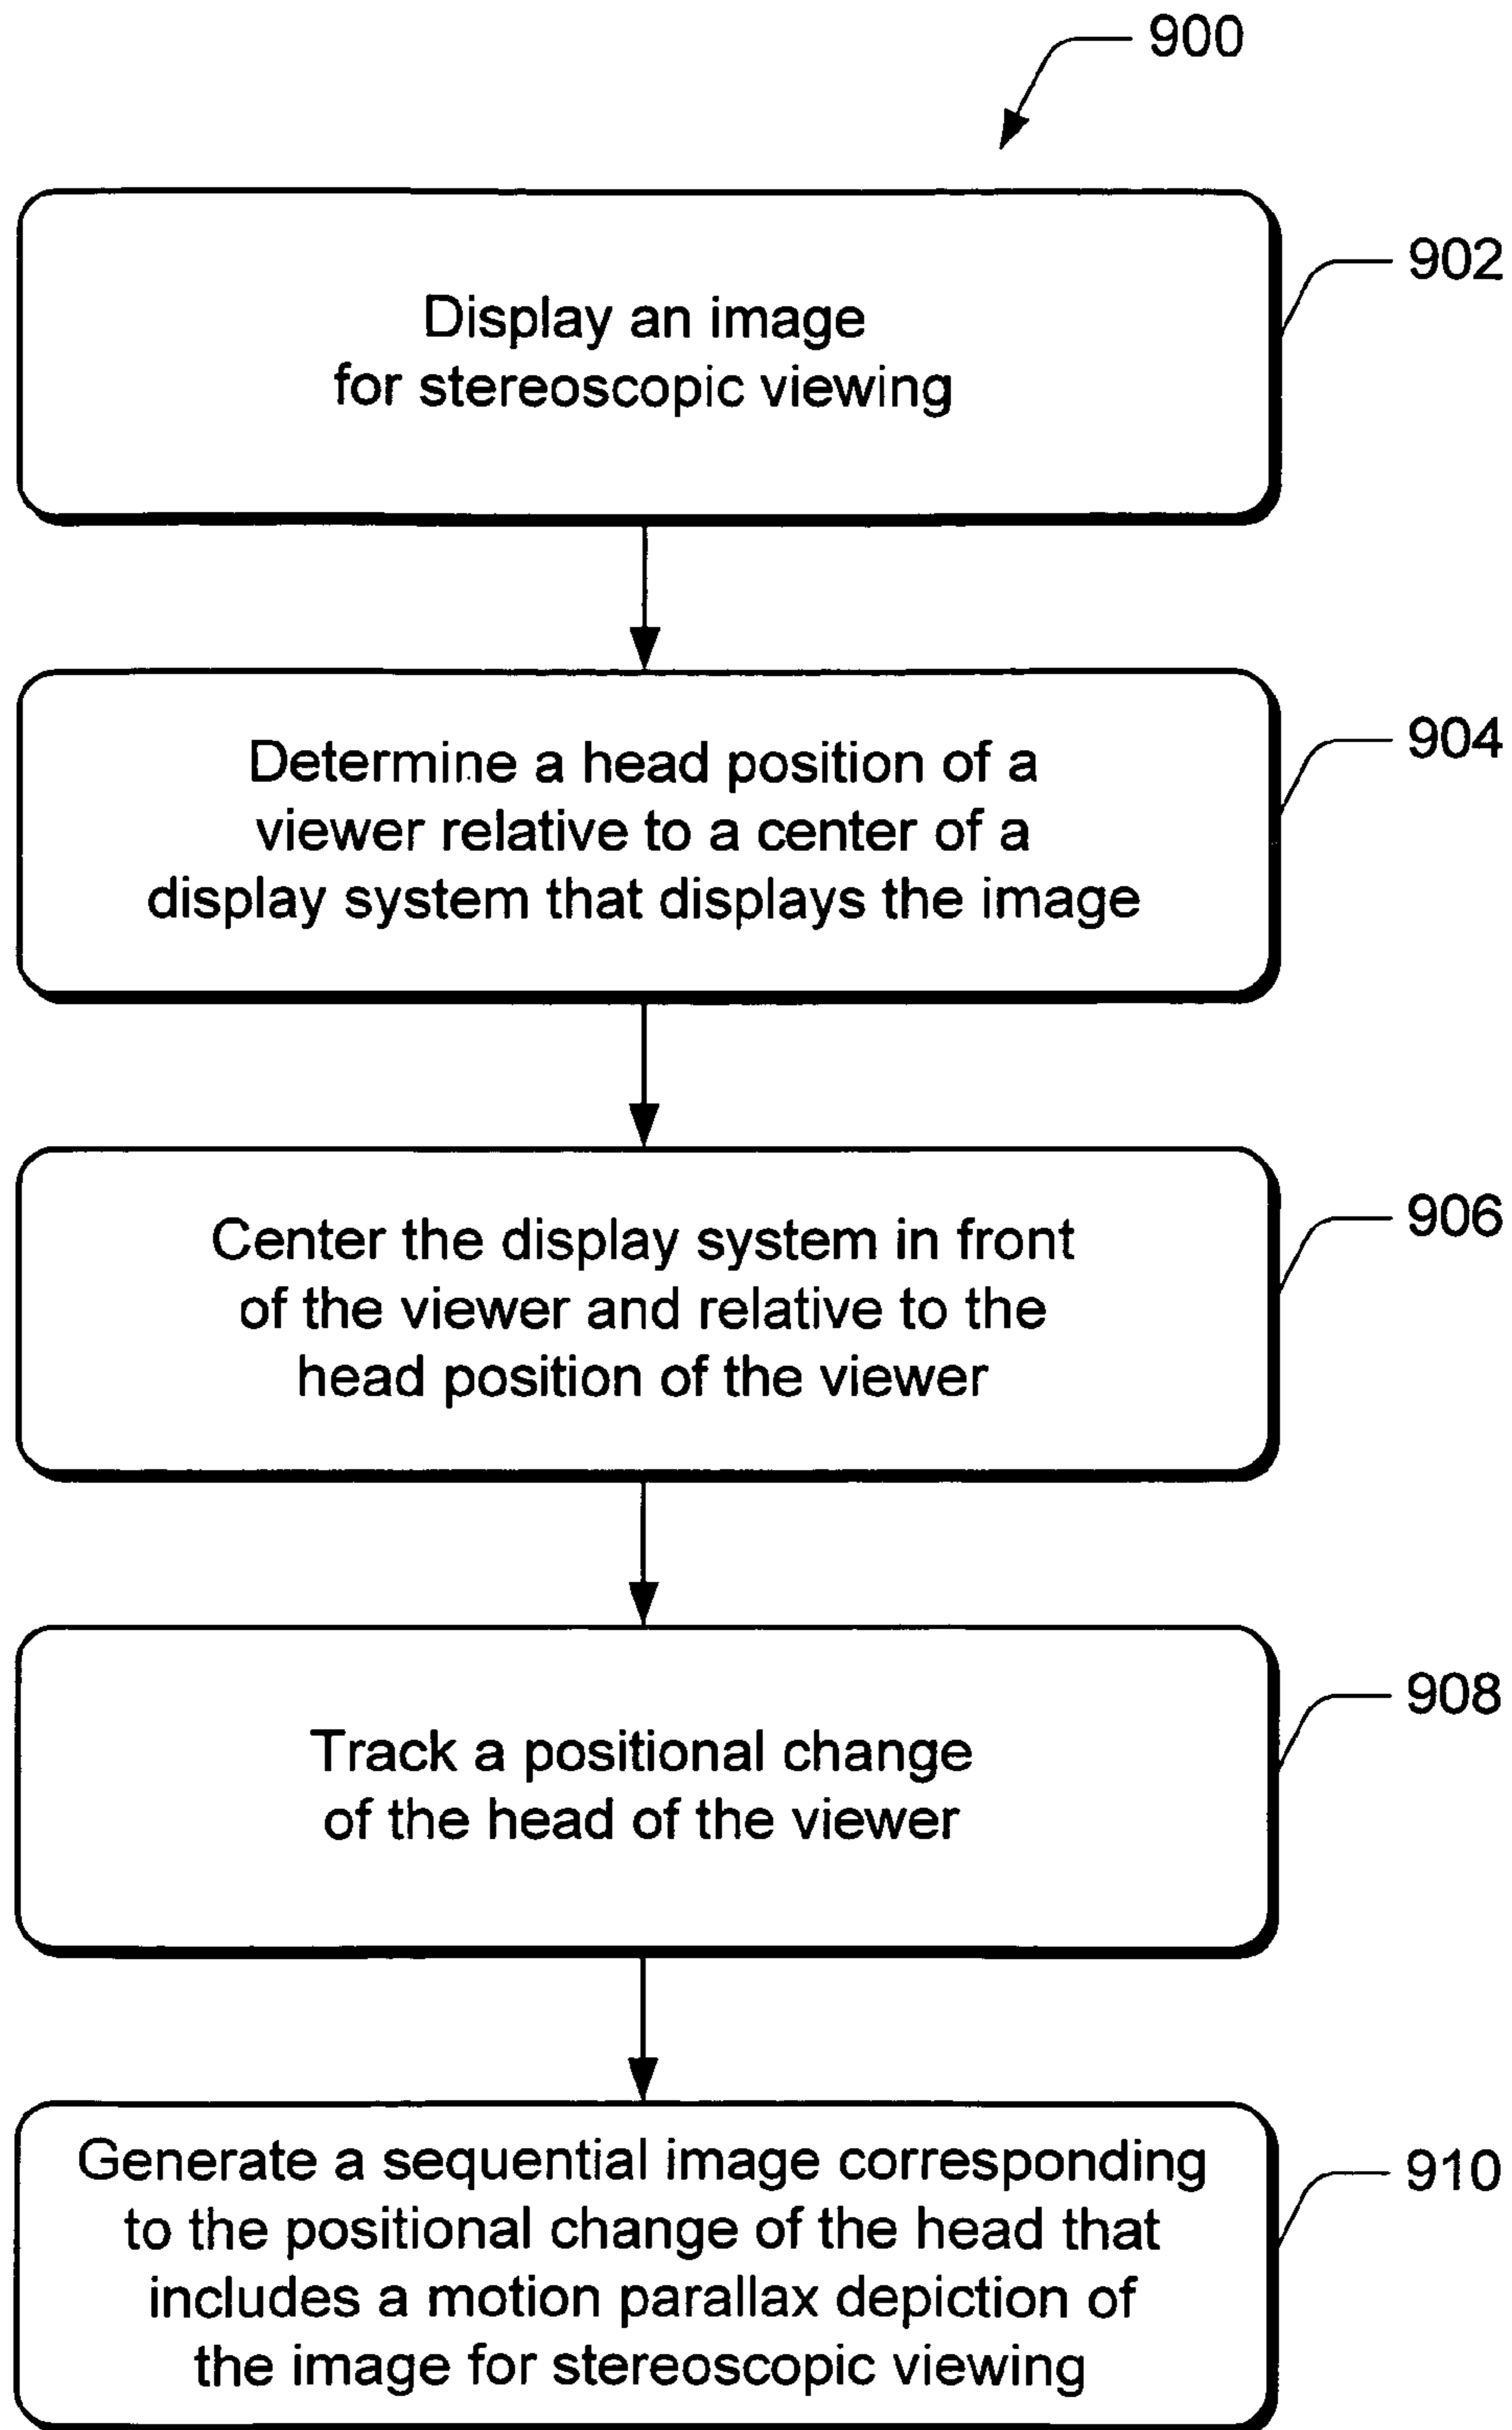 900
902
Display an image
for stereoscopic viewing
904
Determine a head position of a
viewer relative to a center of a
display system that displays the image
906
Center the display system in front
of the viewer and relative to the
head position of the viewer
908
Track a positional change
of the head of the viewer
910
Generate a sequential image corresponding
to the positional change of the head that
includes a motion parallax depiction of
the image for stereoscopic viewing